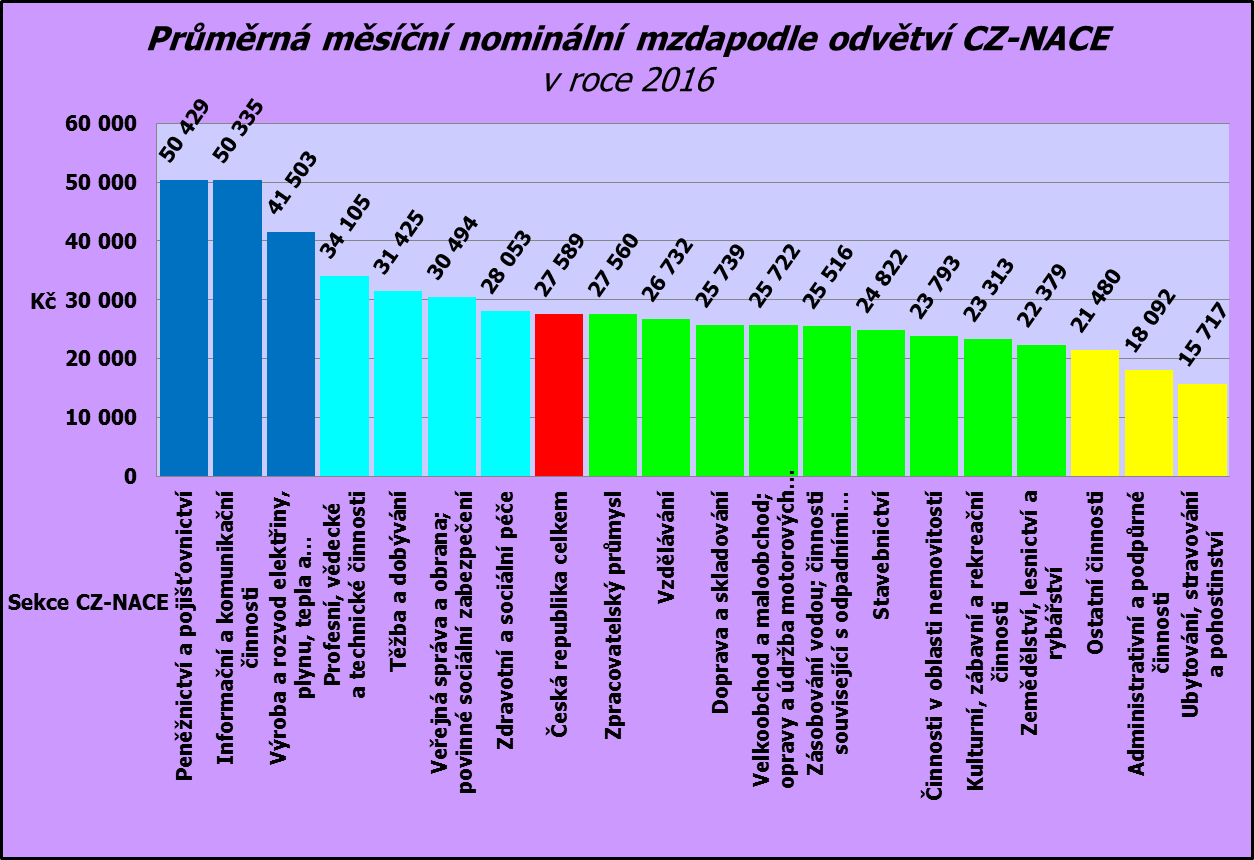 Průměrná měsíční nominální mzdapodle odvětví CZ-NACE
v roce 2016
60 000
50 000
40 000
Kč 30 000
20 000
10 000
0
50 429
50 335
41 503
34 105
31 425
30 494
28 053
27 589
27 560
26 732
25 739
25 722
25 516
24 822
23 793
23 313
22 379
21 480
18 092
15 717
Sekce CZ-NACE
Peněžnictví a pojišťovnictví
Informační a komunikační
činnosti
Výroba a rozvod elektřiny,
plynu, tepla a...
Profesní, vědecké
a technické činnosti
Těžba a dobývání
Veřejná správa a obrana;
povinné sociální zabezpečení
Zdravotní a sociální péče
Česká republika celkem
Zpracovatelský průmysl
Vzdělávání
Doprava a skladování
Velkoobchod a maloobchod;
opravy a údržba motorových...
Zásobování vodou; činnosti
související s odpadními...
Stavebnictví
Činnosti v oblasti nemovitostí
Kulturní, zábavní a rekreační
činnosti
Zemědělství, lesnictví a
rybářství
Ostatní činnosti
Administrativní a podpůrné
činnosti
Ubytování, stravování
a pohostinství